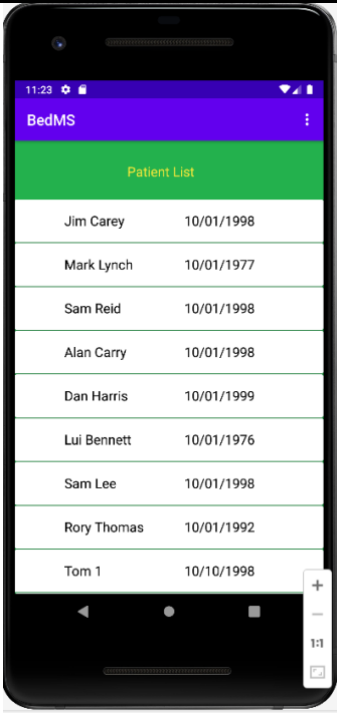 11:23
BedMS
Patient List
Jim Carey 10/01/1998
Mark Lynch 10/01/1977
Sam Reid 10/01/1998
Alan Carry 10/01/1998
Dan Harris 10/01/1999
Lui Bennett 10/01/1976
Sam Lee 10/01/1998
Rory Thomas 10/01/1992
Tom 1 10/10/1998
1:1